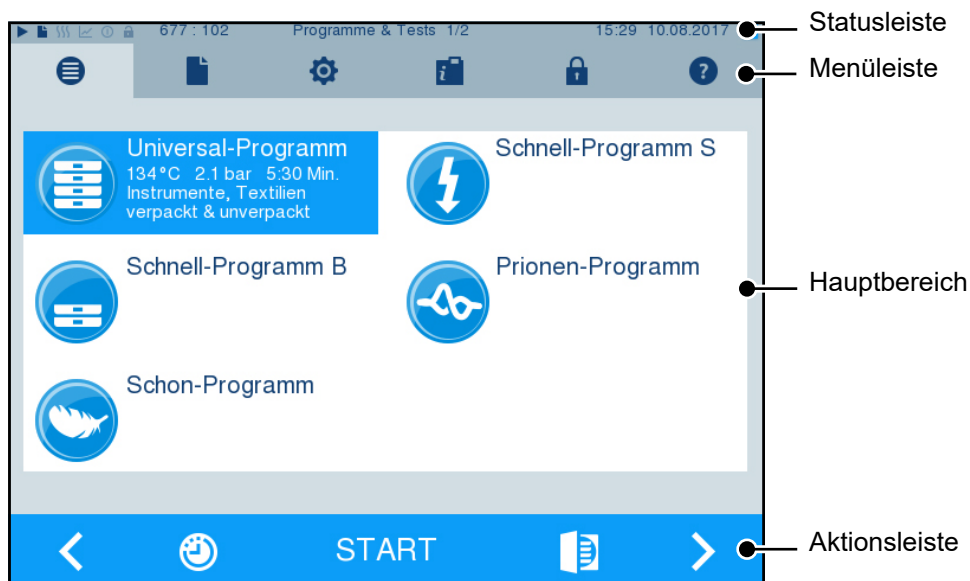 677 : 102 Programme & Tests 1/2 15:29 10.08.2017
Statusleiste
Menüleiste
Universal-Programm
134°C 2.1 bar 5:30 Min.
Instrumente, Textilien
verpackt & unverpackt
Schnell-Programm S
Schnell-Programm B
Prionen-Programm
Hauptbereich
Schon-Programm
START
Aktionsleiste